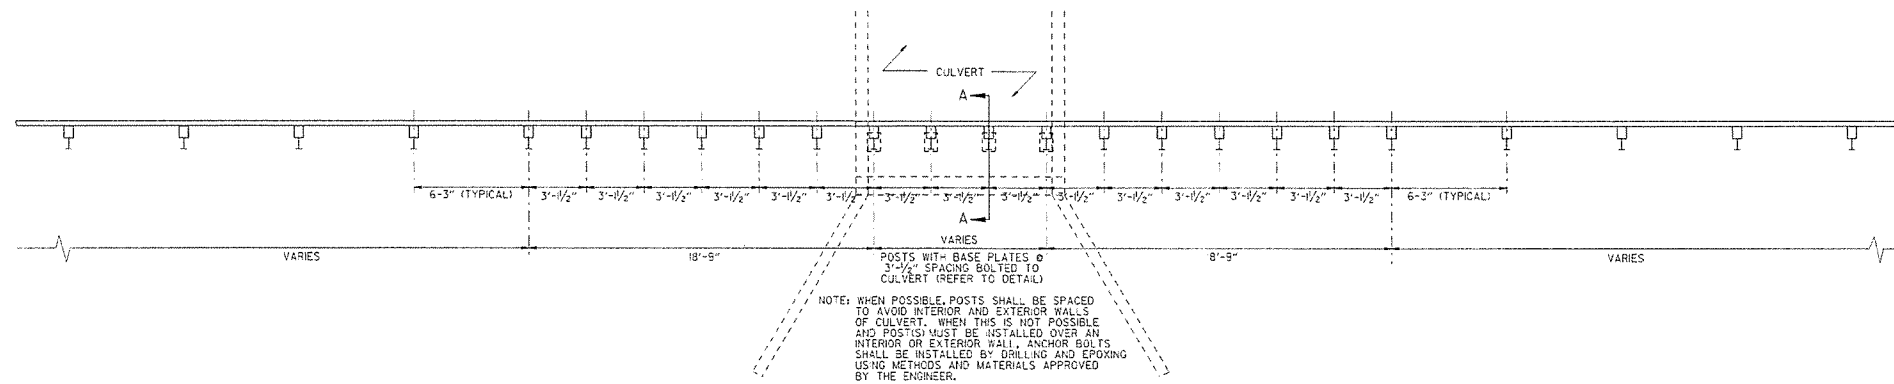 CULVERT
A
6-3" (TYPICAL) 3'-1½" 3'-1½" 3'-1½" 3'-1½" 3'-1½" 3'-1½" 3'-1½" 3'-1½" 3'-1½" 3'-1½" 3'-1½" 3'-1½" 3'-1½" 3'-1½" 3'-1½" 6-3" (TYPICAL)
A
VARIES
VARIES 18'-9" 8'-9" VARIES
POSTS WITH BASE PLATES @
3'-½" SPACING BOLTED TO
CULVERT (REFER TO DETAIL)
NOTE: WHEN POSSIBLE, POSTS SHALL BE SPACED
TO AVOID INTERIOR AND EXTERIOR WALLS
OF CULVERT. WHEN THIS IS NOT POSSIBLE
AND POST(S) MUST BE INSTALLED OVER AN
INTERIOR OR EXTERIOR WALL, ANCHOR BOLTS
SHALL BE INSTALLED BY DRILLING AND EPOXING
USING METHODS AND MATERIALS APPROVED
BY THE ENGINEER.